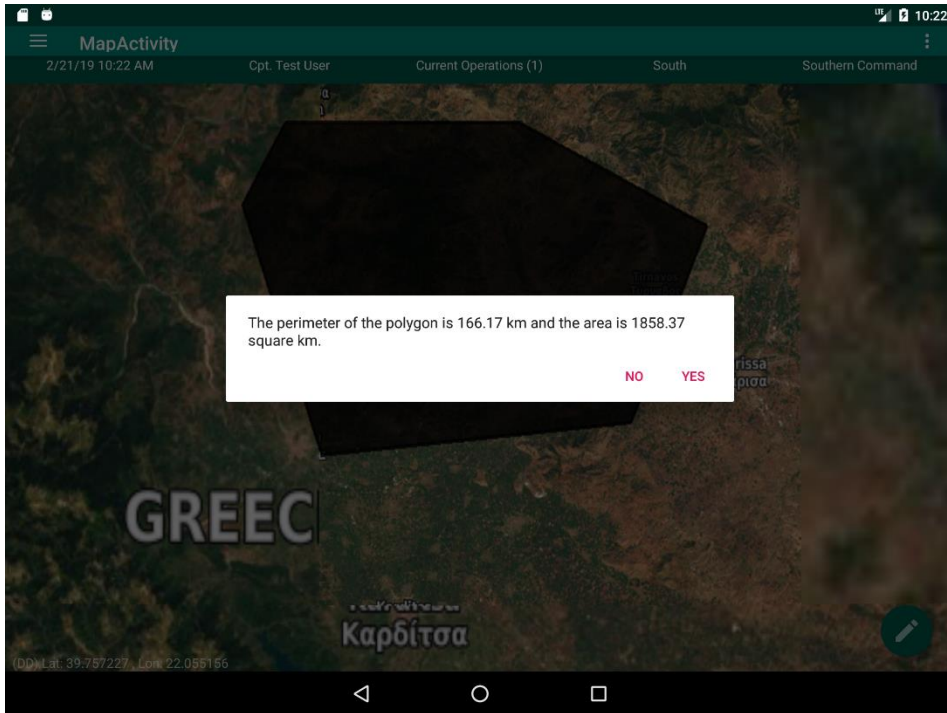 LTE 10:22
MapActivity
2/21/19 10:22 AM Cpt. Test User Current Operations (1) South Southern Command
The perimeter of the polygon is 166.17 km and the area is 1858.37
square km.
NO YES
GREEC
Καρδίτσα
(DD) Lat: 39.757227 , Lon: 22.055156